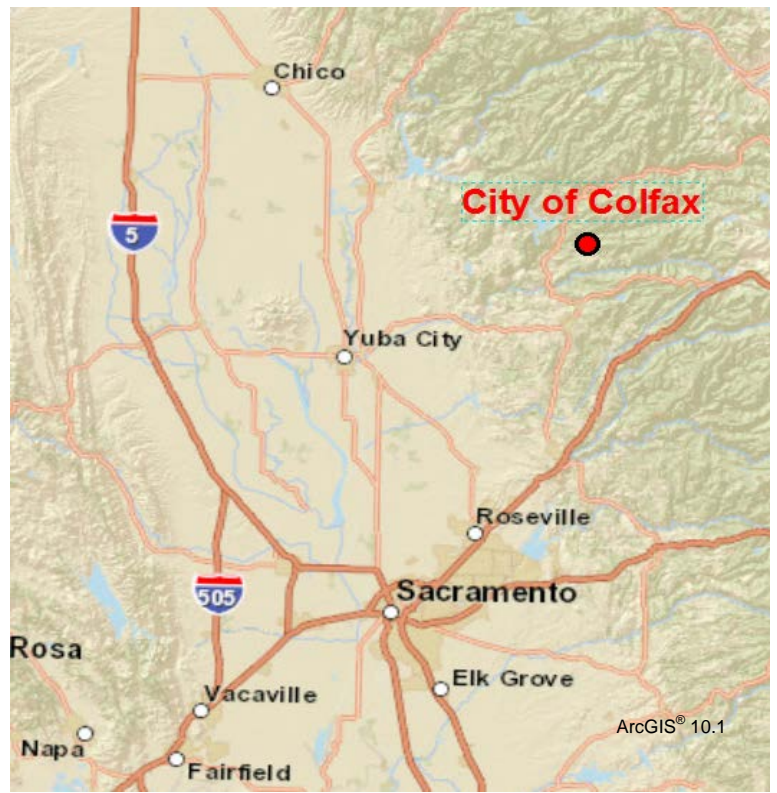 Chico
City of Colfax
5
Yuba City
Roseville
505
Sacramento
Rosa
Elk Grove
Vacaville
ArcGIS® 10.1
Napa
Fairfield